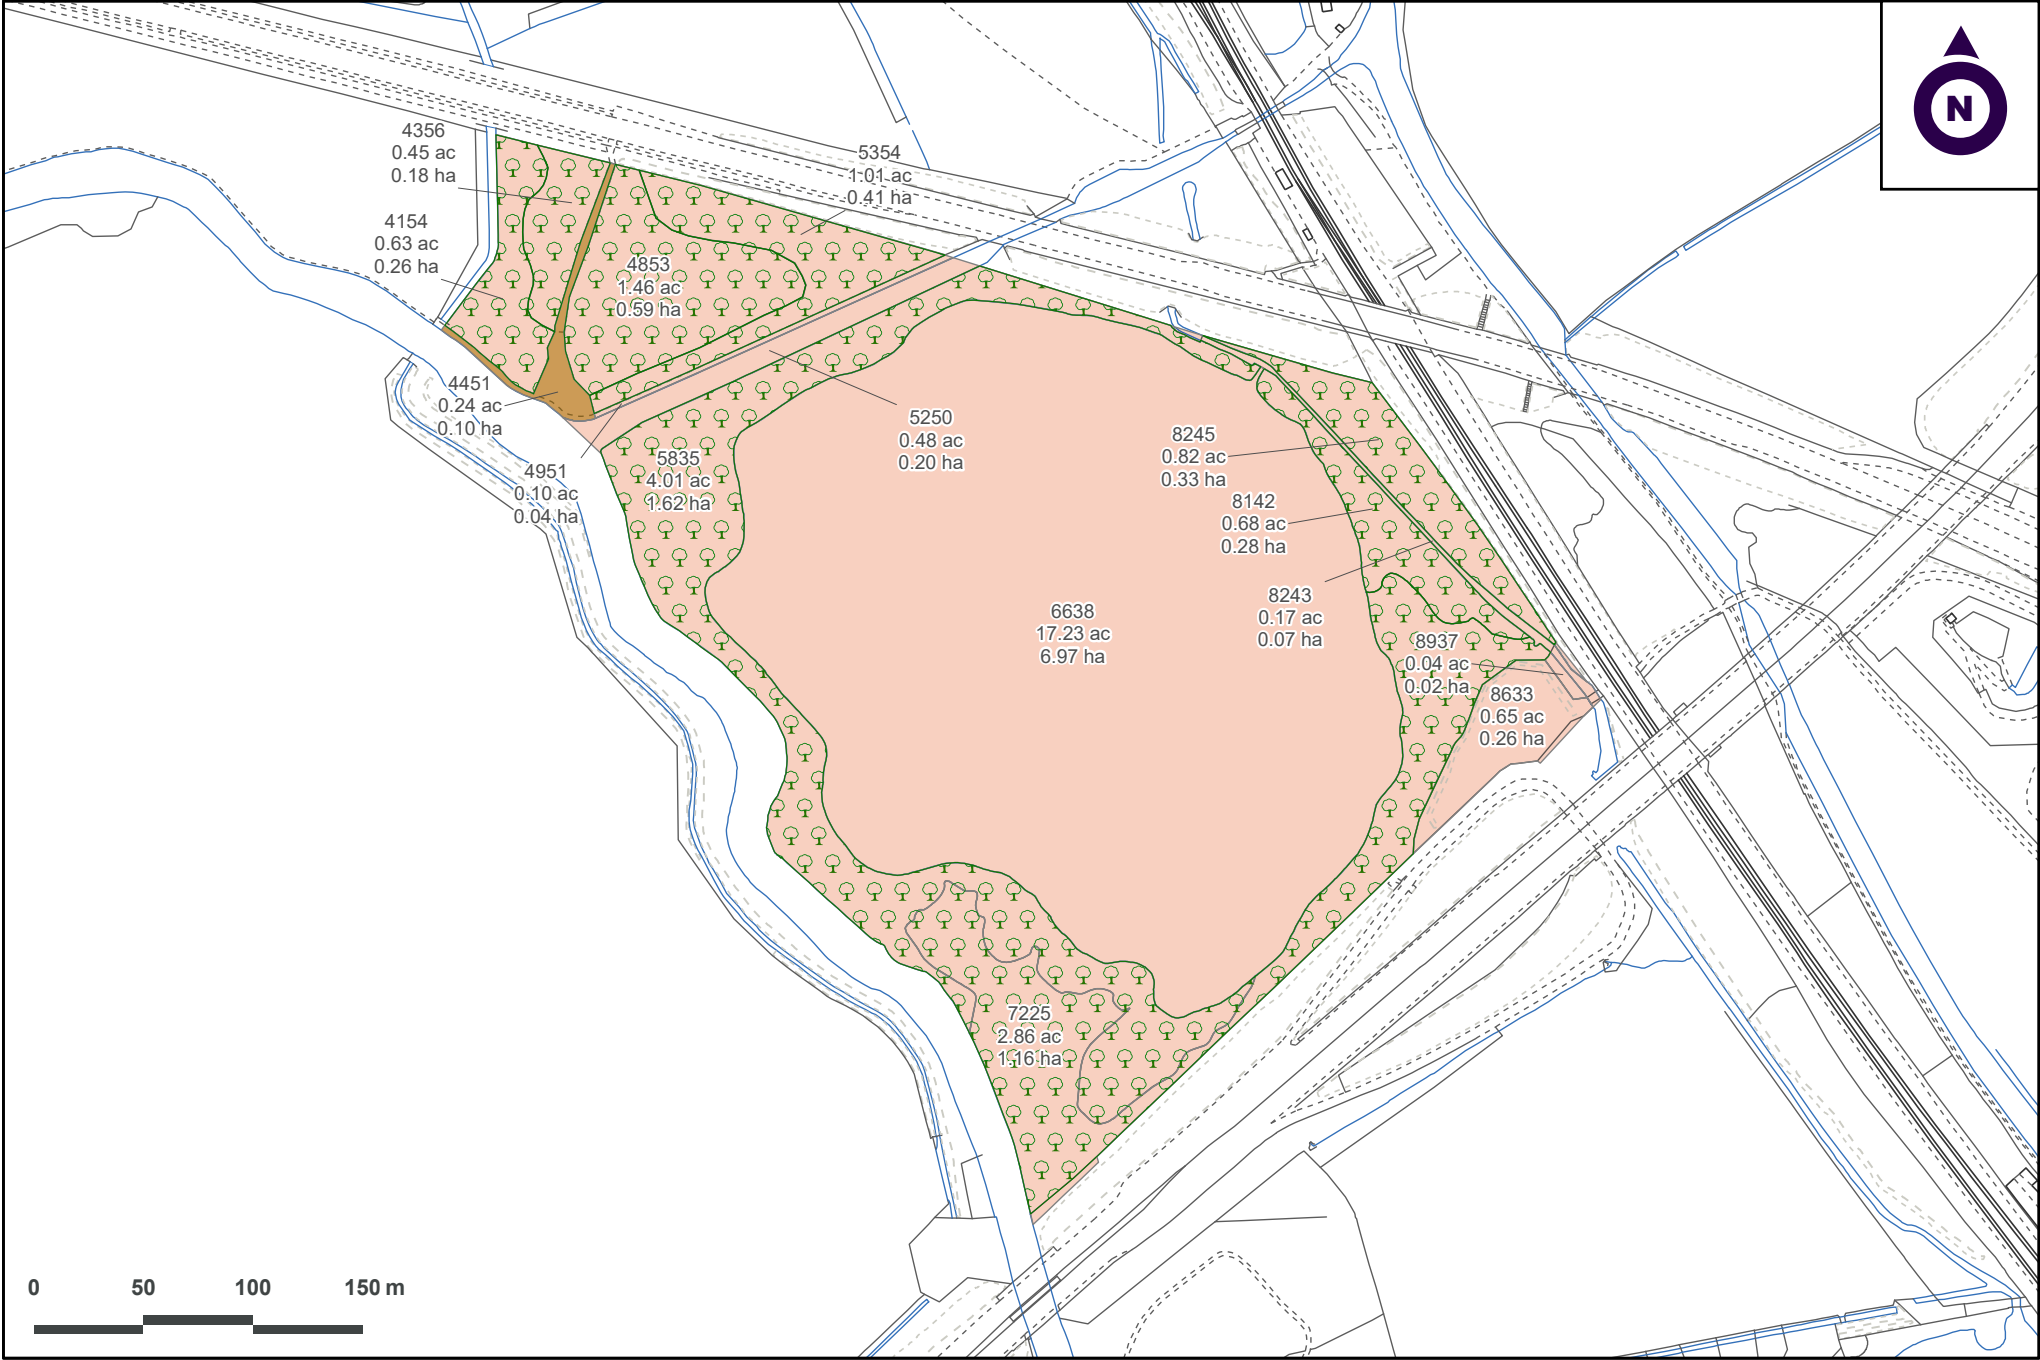 N
4356
0.45 ac
0.18 ha
5354
1.01 ac
0.41 ha
4154
0.63 ac
0.26 ha
4853
1.46 ac
0.59 ha
4451
0.24 ac
0.10 ha
4951
0.10 ac
0.04 ha
5835
4.01 ac
1.62 ha
5250
0.48 ac
0.20 ha
8245
0.82 ac
0.33 ha
8142
0.68 ac
0.28 ha
8243
0.17 ac
0.07 ha
6638
17.23 ac
6.97 ha
8937
0.04 ac
0.02 ha
8633
0.65 ac
0.26 ha
7225
2.86 ac
1.16 ha
0 50 100 150 m